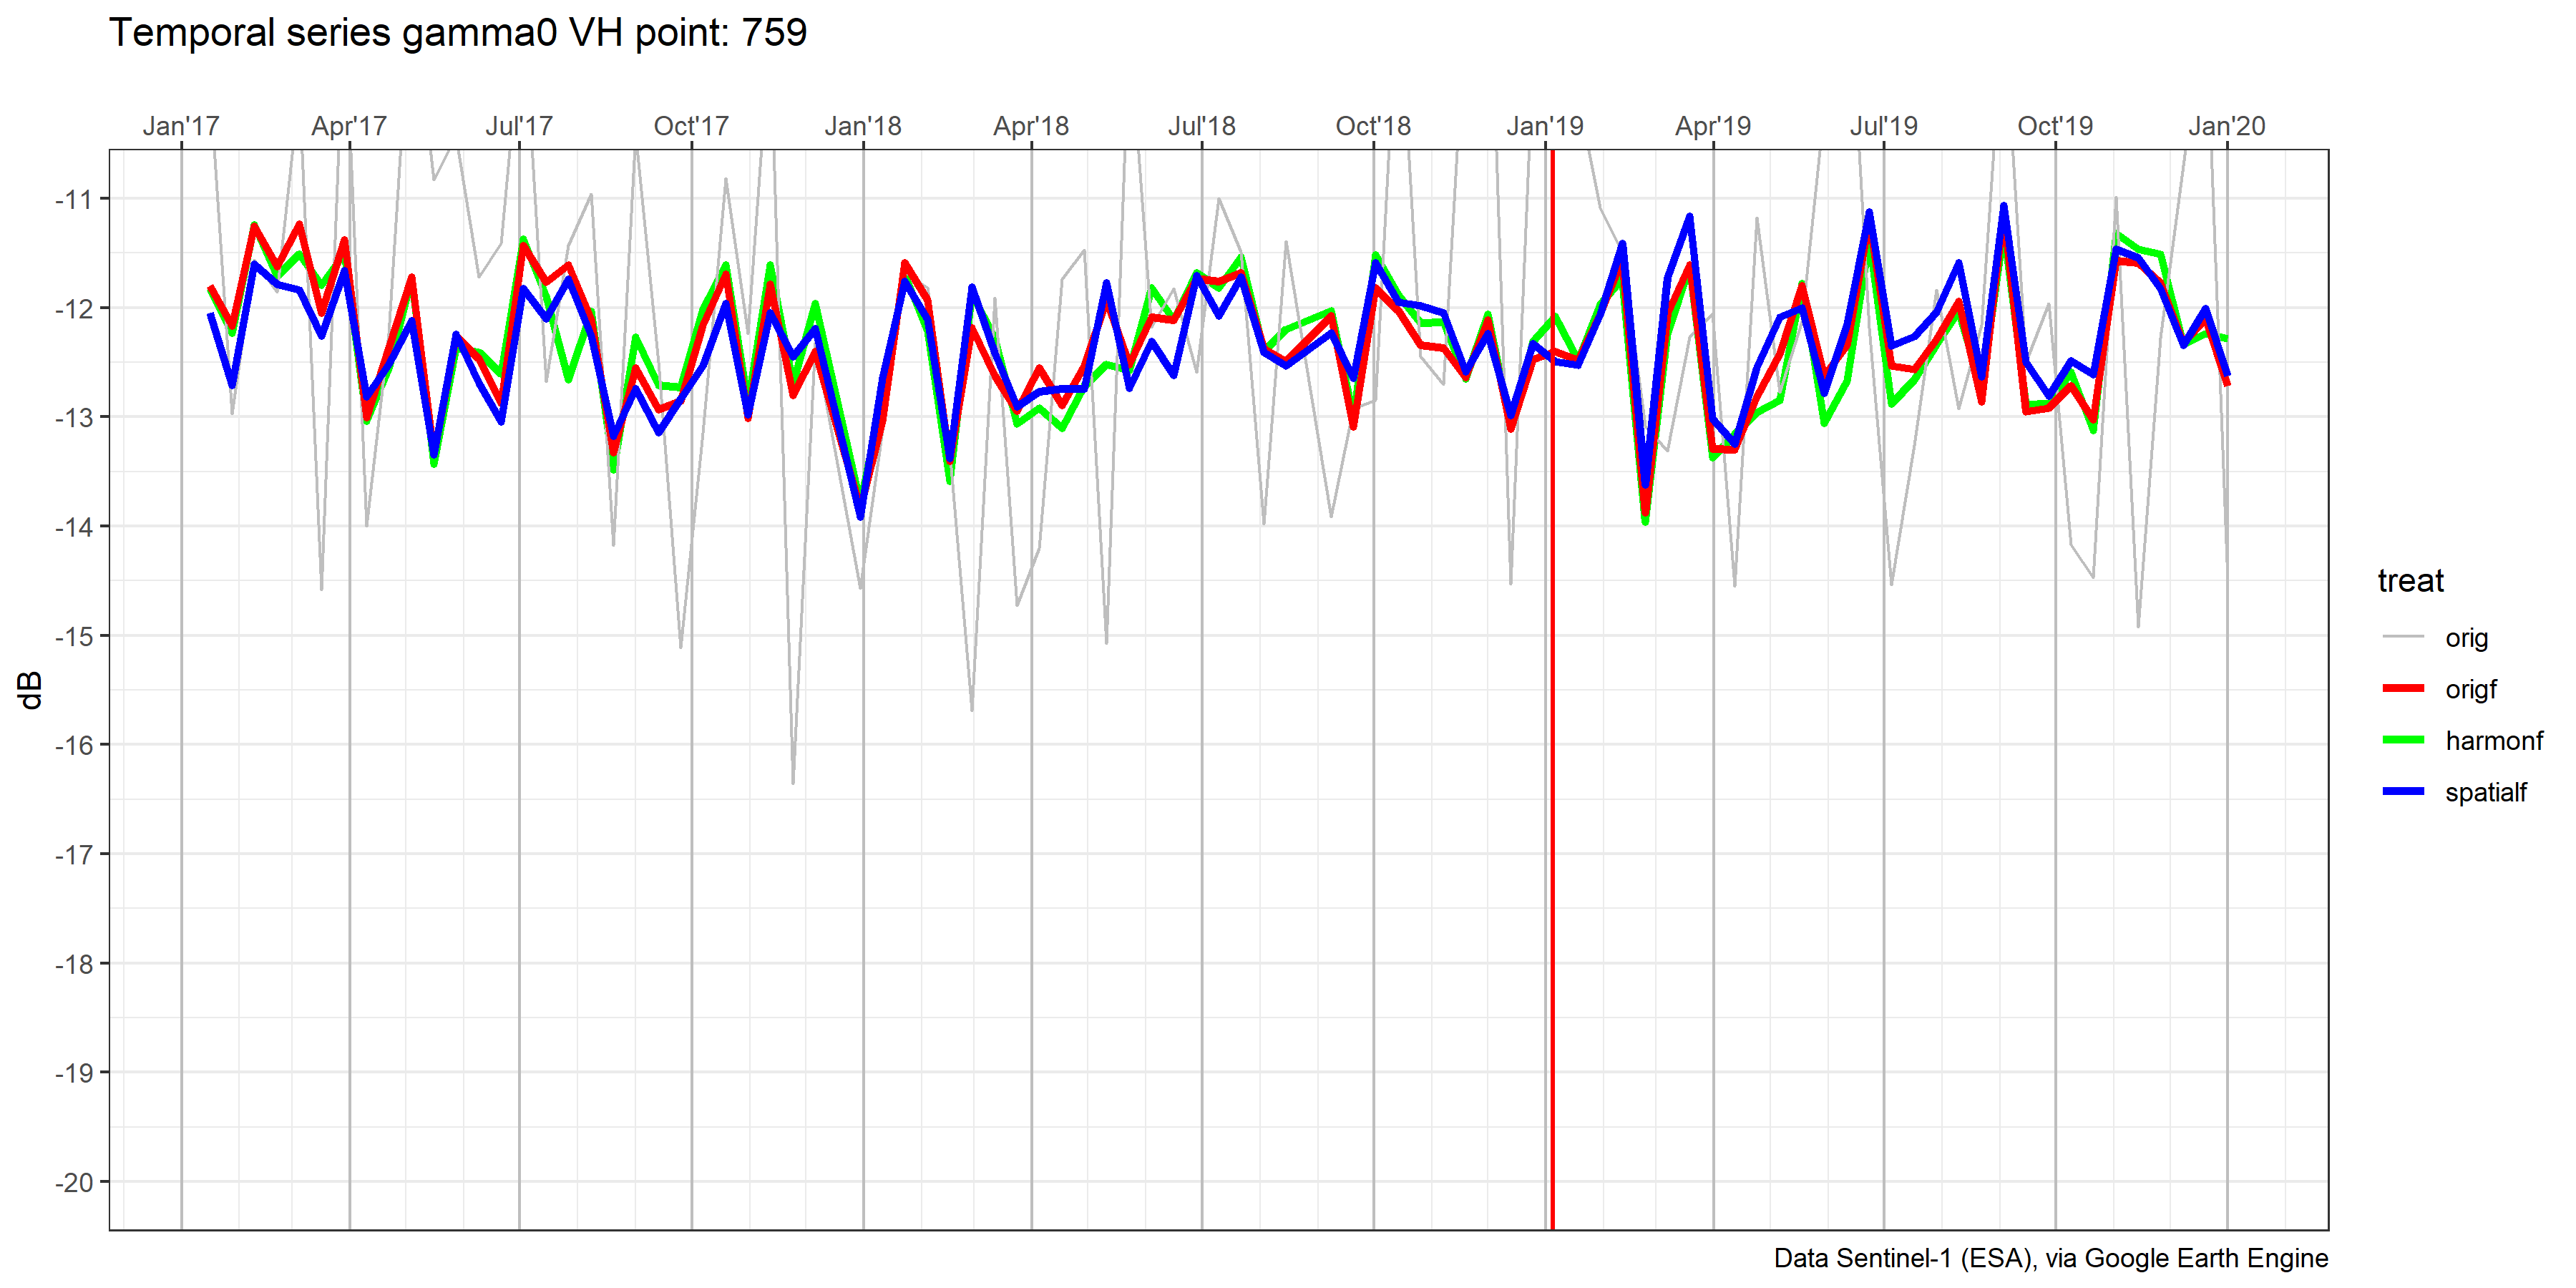 Temporal series gamma0 VH point: 759
Jan'17 Apr'17 Jul'17 Oct'17 Jan'18 Apr'18 Jul'18 Oct'18 Jan'19 Apr'19 Jul'19 Oct'19 Jan'20
-11
-12
-13
-14
-15
-16
-17
-18
-19
-20
dB
treat
orig
origf
harmonf
spatialf
Data Sentinel-1 (ESA), via Google Earth Engine